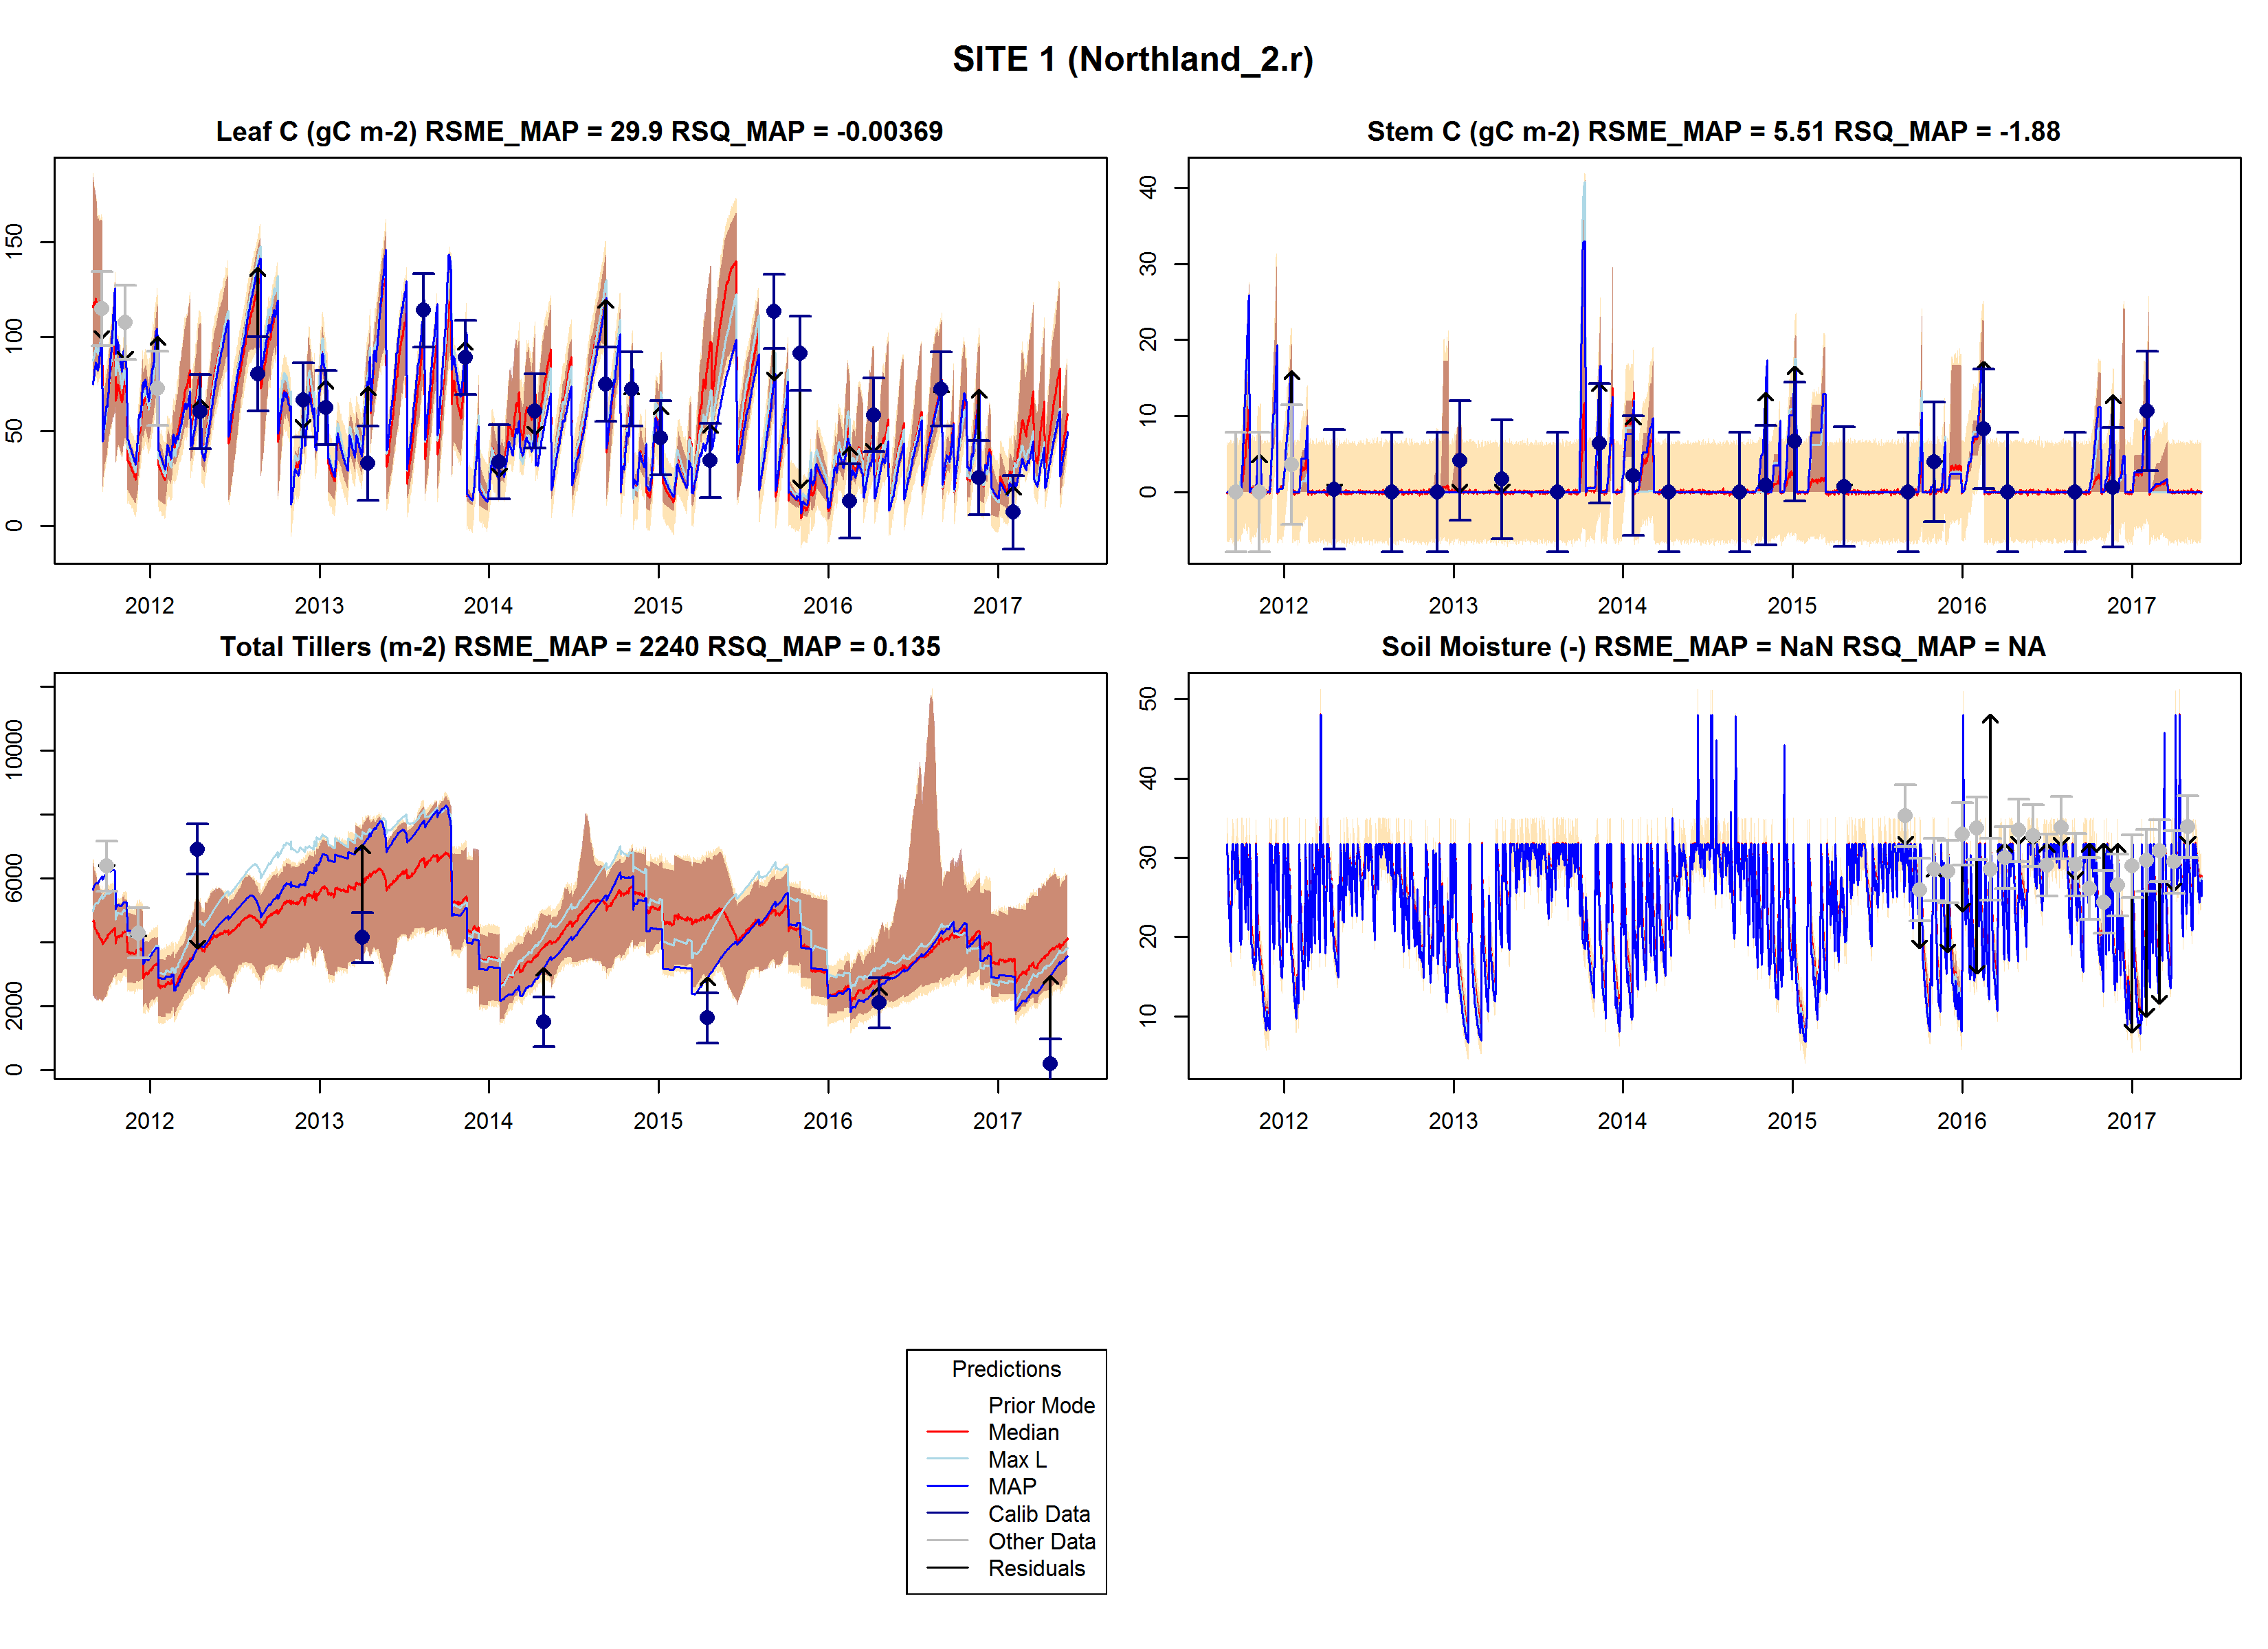 SITE 1 (Northland_2.r)
Leaf C (gC m-2) RSME_MAP = 29.9 RSQ_MAP = -0.00369
0
50
100
150
2012 2013 2014 2015 2016 2017
Stem C (gC m-2) RSME_MAP = 5.51 RSQ_MAP = -1.88
0
10
20
30
40
2012 2013 2014 2015 2016 2017
Total Tillers (m-2) RSME_MAP = 2240 RSQ_MAP = 0.135
0
2000
6000
10000
2012 2013 2014 2015 2016 2017
Soil Moisture (-) RSME_MAP = NaN RSQ_MAP = NA
10
20
30
40
50
2012 2013 2014 2015 2016 2017
Predictions
Prior Mode
Median
Max L
MAP
Calib Data
Other Data
Residuals